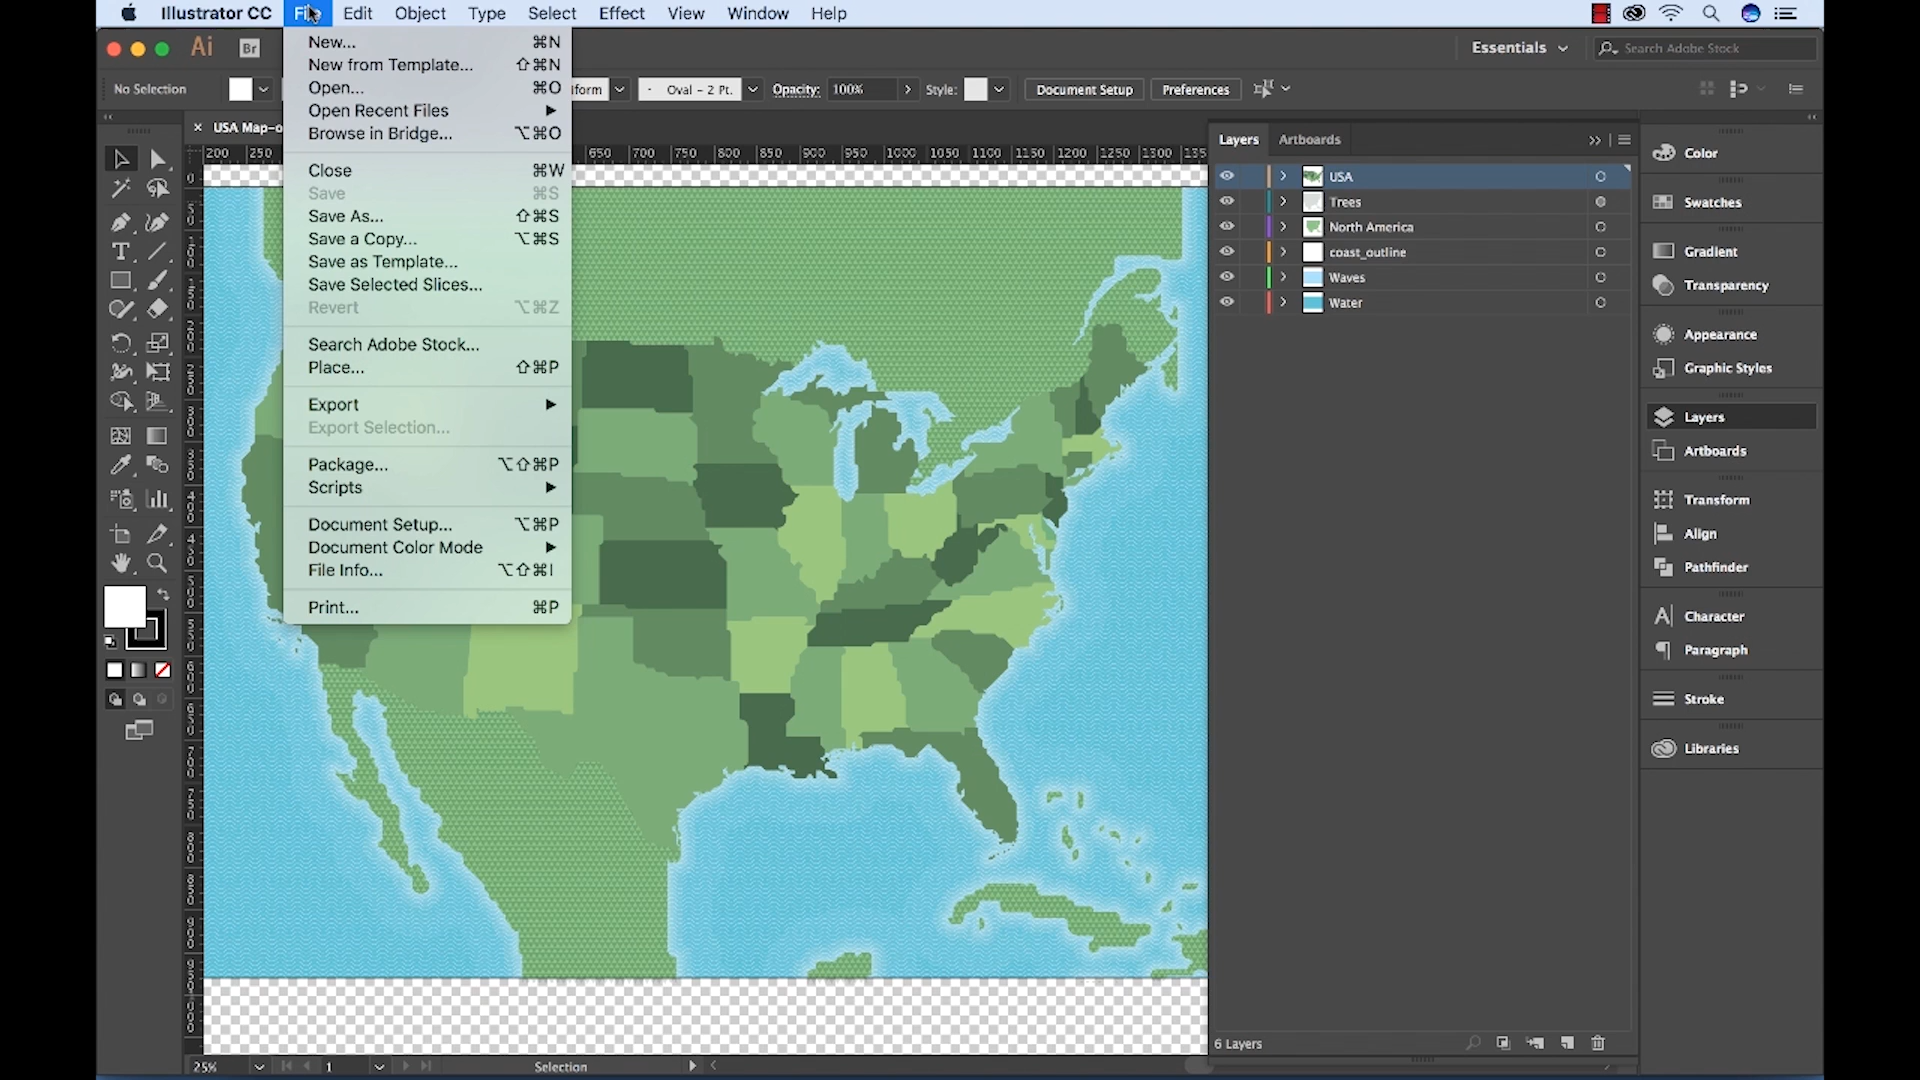 Illustrator CC File Edit Object Type Select Effect View Window Help
Ai Br Essentials Search Adobe Stock
No Selection iform Oval - 2 Pt. Opacity: 100% Style: Document Setup Preferences
USA Map-o
200 250 650 700 750 800 850 900 950 1000 1050 1100 1150 1200 1250 1300 135
New... ⌘N
New from Template... ⇧⌘N
Open... ⌘O
Open Recent Files
Browse in Bridge... ⌥⌘O
Close ⌘W
Save ⌘S
Save As... ⇧⌘S
Save a Copy... ⌥⌘S
Save as Template...
Save Selected Slices...
Revert ⌥⌘Z
Search Adobe Stock...
Place... ⇧⌘P
Export
Export Selection...
Package... ⌥⇧⌘P
Scripts
Document Setup... ⌥⌘P
Document Color Mode
File Info... ⌥⇧⌘I
Print... ⌘P
Layers Artboards
USA
Trees
North America
coast_outline
Waves
Water
6 Layers
Color
Swatches
Gradient
Transparency
Appearance
Graphic Styles
Layers
Artboards
Transform
Align
Pathfinder
Character
Paragraph
Stroke
Libraries
25% 1 Selection